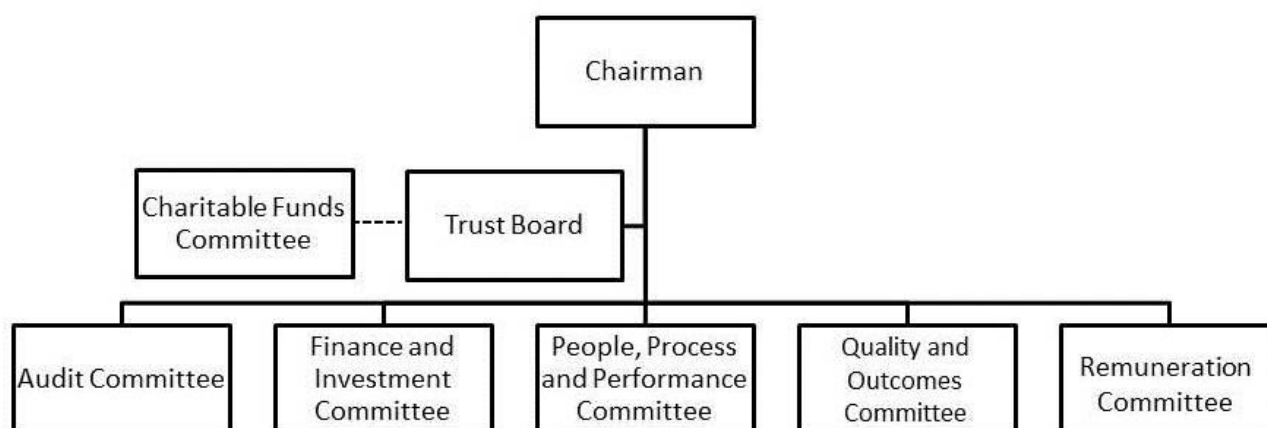 Chairman
Charitable Funds
Committee
Trust Board
Audit Committee
Finance and
Investment
Committee
People, Process
and Performance
Committee
Quality and
Outcomes
Committee
Remuneration
Committee